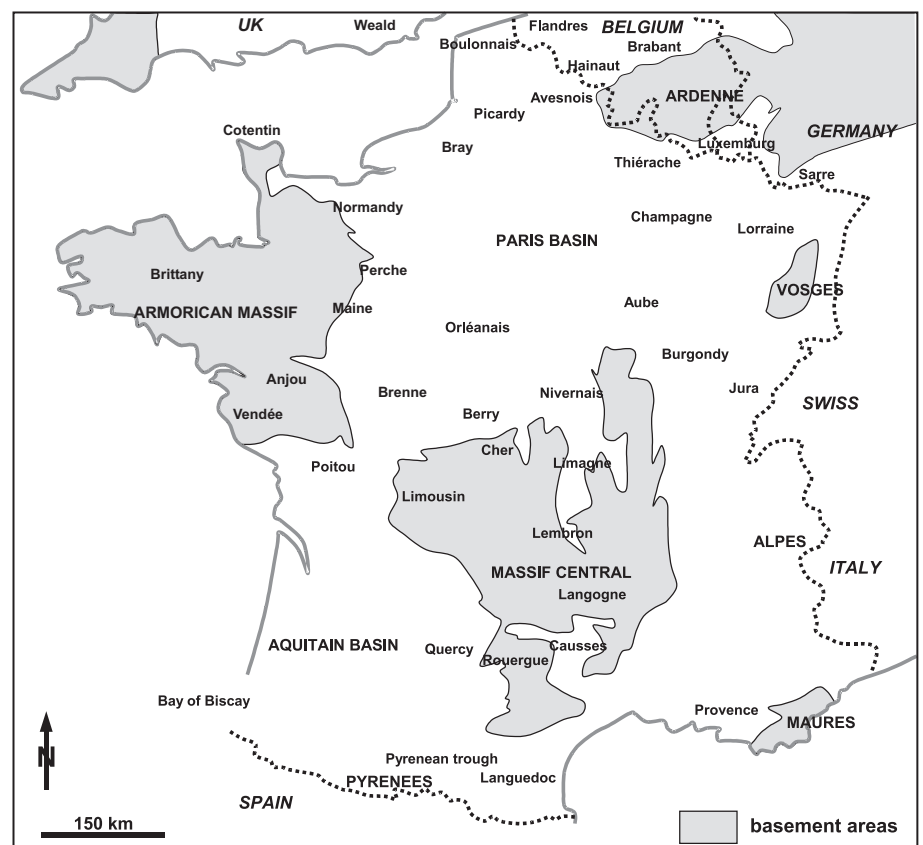 UK
Weald
Flandres
BELGIUM
Boulonnais
Brabant
Hainaut
Avesnois
ARDENNE
Picardy
Cotentin
GERMANY
Bray
Luxemburg
Thiérache
Sarre
Normandy
Champagne
Lorraine
PARIS BASIN
Perche
Brittany
VOSGES
Aube
Maine
ARMORICAN MASSIF
Orléanais
Burgondy
Anjou
Jura
Brenne
Nivernais
SWISS
Vendée
Berry
Cher
Poitou
Limagne
Limousin
Lembron
ALPES
ITALY
MASSIF CENTRAL
Langogne
AQUITAIN BASIN
Quercy
Causses
Rouergue
Bay of Biscay
Provence
MAURES
N
Pyrenean trough
PYRENEES
Languedoc
SPAIN
150 km
basement areas